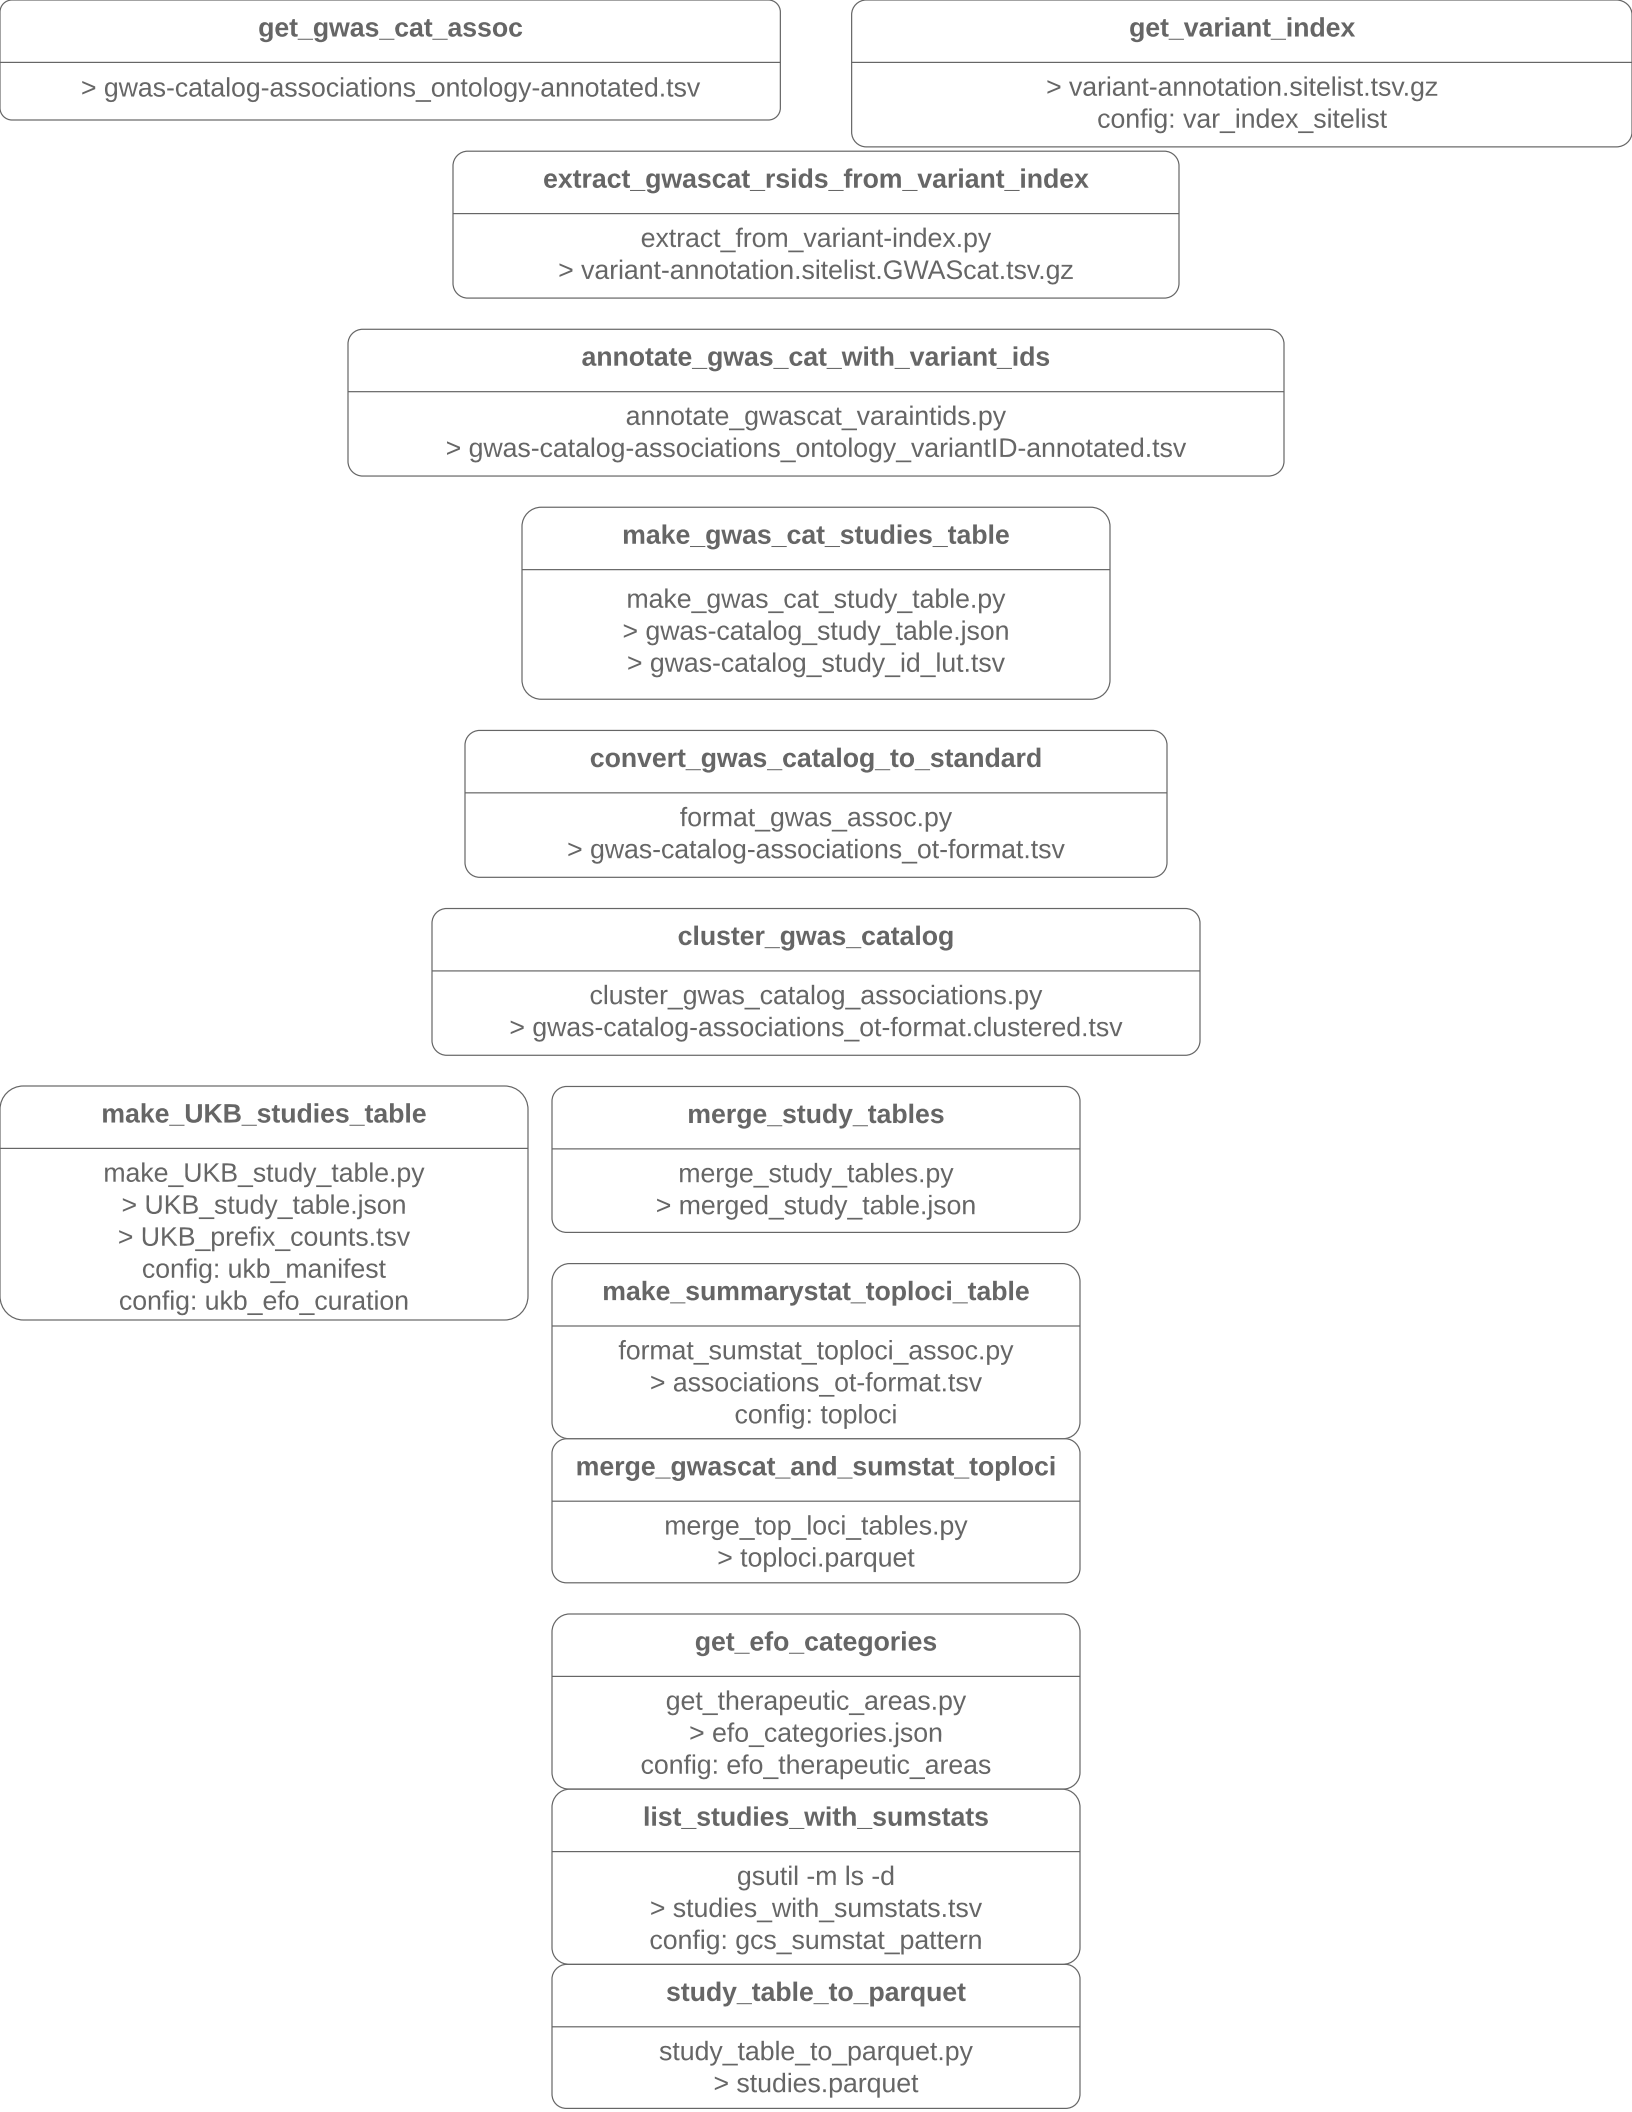 get_gwas_cat_assoc
> gwas-catalog-associations_ontology-annotated.tsv
get_variant_index
> variant-annotation.sitelist.tsv.gz
config: var_index_sitelist
extract_gwascat_rsids_from_variant_index
extract_from_variant-index.py
> variant-annotation.sitelist.GWAScat.tsv.gz
annotate_gwas_cat_with_variant_ids
annotate_gwascat_varaintids.py
> gwas-catalog-associations_ontology_variantID-annotated.tsv
make_gwas_cat_studies_table
make_gwas_cat_study_table.py
> gwas-catalog_study_table.json
> gwas-catalog_study_id_lut.tsv
convert_gwas_catalog_to_standard
format_gwas_assoc.py
> gwas-catalog-associations_ot-format.tsv
cluster_gwas_catalog
cluster_gwas_catalog_associations.py
> gwas-catalog-associations_ot-format.clustered.tsv
make_UKB_studies_table
make_UKB_study_table.py
> UKB_study_table.json
> UKB_prefix_counts.tsv
config: ukb_manifest
config: ukb_efo_curation
merge_study_tables
merge_study_tables.py
> merged_study_table.json
make_summarystat_toploci_table
format_sumstat_toploci_assoc.py
> associations_ot-format.tsv
config: toploci
merge_gwascat_and_sumstat_toploci
merge_top_loci_tables.py
> toploci.parquet
get_efo_categories
get_therapeutic_areas.py
> efo_categories.json
config: efo_therapeutic_areas
list_studies_with_sumstats
gsutil -m ls -d
> studies_with_sumstats.tsv
config: gcs_sumstat_pattern
study_table_to_parquet
study_table_to_parquet.py
> studies.parquet